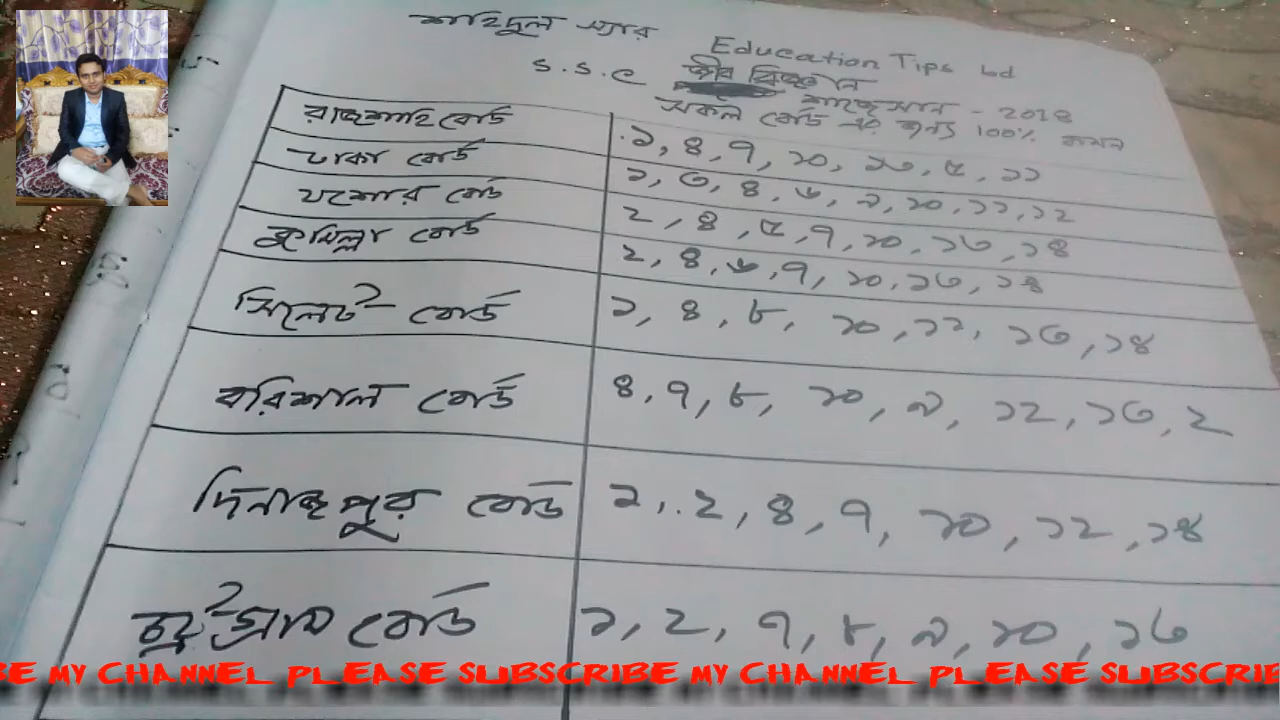 শাহিদুল স্যার Education Tips bd
S.S.C জীব বিজ্ঞান
সাজেসান - 2018
সকল বোর্ড এর জন্য 100% কমন
রাজশাহি বোর্ড ১, ৪, ৭, ১০, ১৩, ৫, ১১
ঢাকা বোর্ড ১, ৩, ৪, ৬, ৯, ১০, ১১, ১২
যশোর বোর্ড ২, ৪, ৫, ৭, ১০, ১৩, ১৪
কুমিল্লা বোর্ড ২, ৪, ৬, ৭, ১০, ১৩, ১৪
সিলেট বোর্ড ১, ৪, ৮, ১০, ১২, ১৩, ১৪
বরিশাল বোর্ড ৪, ৭, ৮, ১০, ৯, ১২, ১৩, ২
দিনাজপুর বোর্ড ১, ২, ৪, ৭, ১০, ১২, ১৪
চট্টগ্রাম বোর্ড ১, ২, ৭, ৮, ৯, ১০, ১৩
BE MY CHANNEL PLEASE SUBSCRIBE MY CHANNEL PLEASE SUBSCRIB